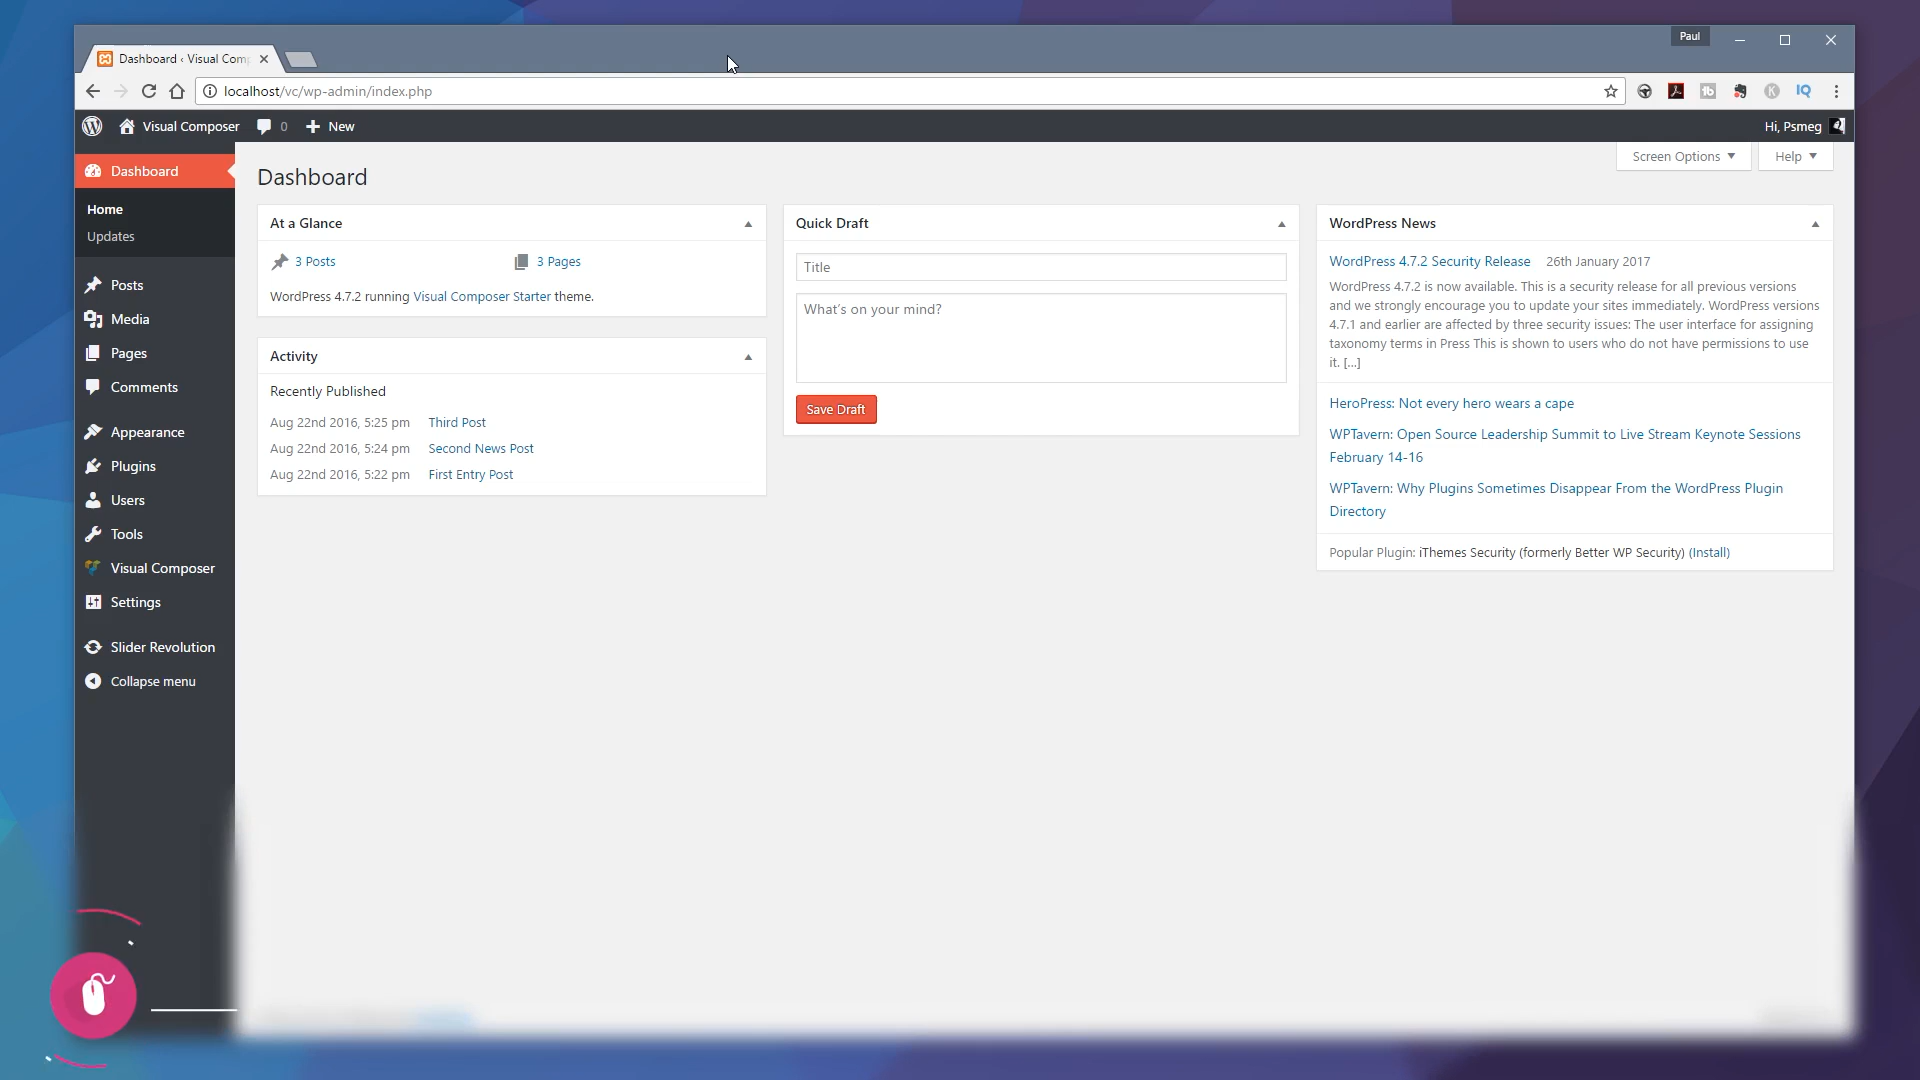 Paul
Dashboard ‹ Visual Com
localhost/vc/wp-admin/index.php
IQ
Visual Composer
0
New
Hi, Psmeg
Dashboard
Home
Updates
Posts
Media
Pages
Comments
Appearance
Plugins
Users
Tools
Visual Composer
Settings
Slider Revolution
Collapse menu
Screen Options
Help
Dashboard
At a Glance
3 Posts
3 Pages
WordPress 4.7.2 running Visual Composer Starter theme.
Activity
Recently Published
Aug 22nd 2016, 5:25 pm Third Post
Aug 22nd 2016, 5:24 pm Second News Post
Aug 22nd 2016, 5:22 pm First Entry Post
Quick Draft
Title
What's on your mind?
Save Draft
WordPress News
WordPress 4.7.2 Security Release 26th January 2017
WordPress 4.7.2 is now available. This is a security release for all previous versions
and we strongly encourage you to update your sites immediately. WordPress versions
4.7.1 and earlier are affected by three security issues: The user interface for assigning
taxonomy terms in Press This is shown to users who do not have permissions to use
it. [...]
HeroPress: Not every hero wears a cape
WPTavern: Open Source Leadership Summit to Live Stream Keynote Sessions
February 14-16
WPTavern: Why Plugins Sometimes Disappear From the WordPress Plugin
Directory
Popular Plugin: iThemes Security (formerly Better WP Security) (Install)